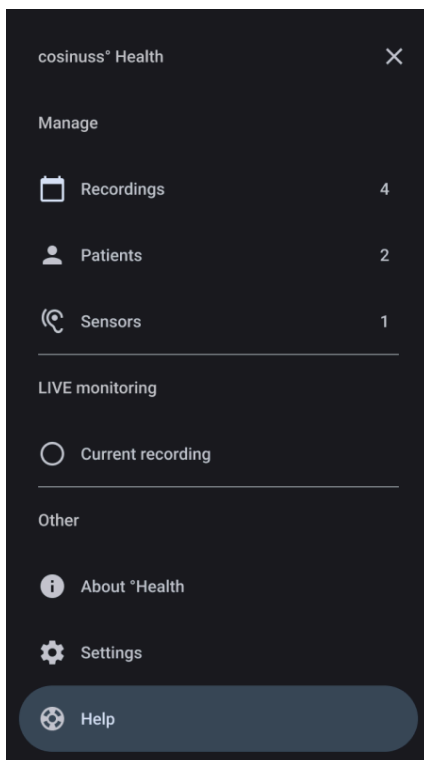 cosinuss° Health
Manage
Recordings 4
Patients 2
Sensors 1
LIVE monitoring
Current recording
Other
About °Health
Settings
Help